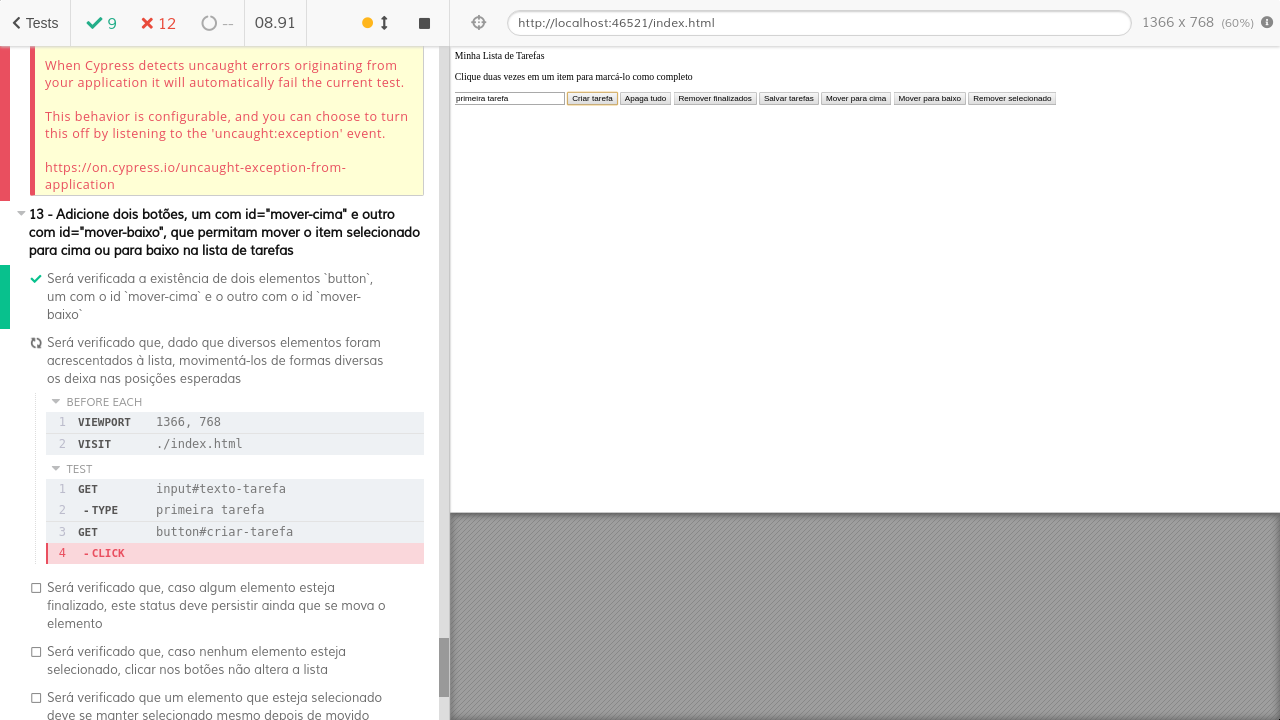 Tests
9
12
--
08.91
http://localhost:46521/index.html
1366 x 768 (60%)
When Cypress detects uncaught errors originating from
your application it will automatically fail the current test.
This behavior is configurable, and you can choose to turn
this off by listening to the 'uncaught:exception' event.
https://on.cypress.io/uncaught-exception-from-
application
13 - Adicione dois botões, um com id="mover-cima" e outro
com id="mover-baixo", que permitam mover o item selecionado
para cima ou para baixo na lista de tarefas
Será verificada a existência de dois elementos `button`,
um com o id `mover-cima` e o outro com o id `mover-
baixo`
Será verificado que, dado que diversos elementos foram
acrescentados à lista, movimentá-los de formas diversas
os deixa nas posições esperadas
BEFORE EACH
1 VIEWPORT 1366, 768
2 VISIT ./index.html
TEST
1 GET input#texto-tarefa
2 - TYPE primeira tarefa
3 GET button#criar-tarefa
4 - CLICK
Será verificado que, caso algum elemento esteja
finalizado, este status deve persistir ainda que se mova o
elemento
Será verificado que, caso nenhum elemento esteja
selecionado, clicar nos botões não altera a lista
Será verificado que um elemento que esteja selecionado
deve se manter selecionado mesmo depois de movido
Minha Lista de Tarefas
Clique duas vezes em um item para marcá-lo como completo
primeira tarefa Criar tarefa Apaga tudo Remover finalizados Salvar tarefas Mover para cima Mover para baixo Remover selecionado